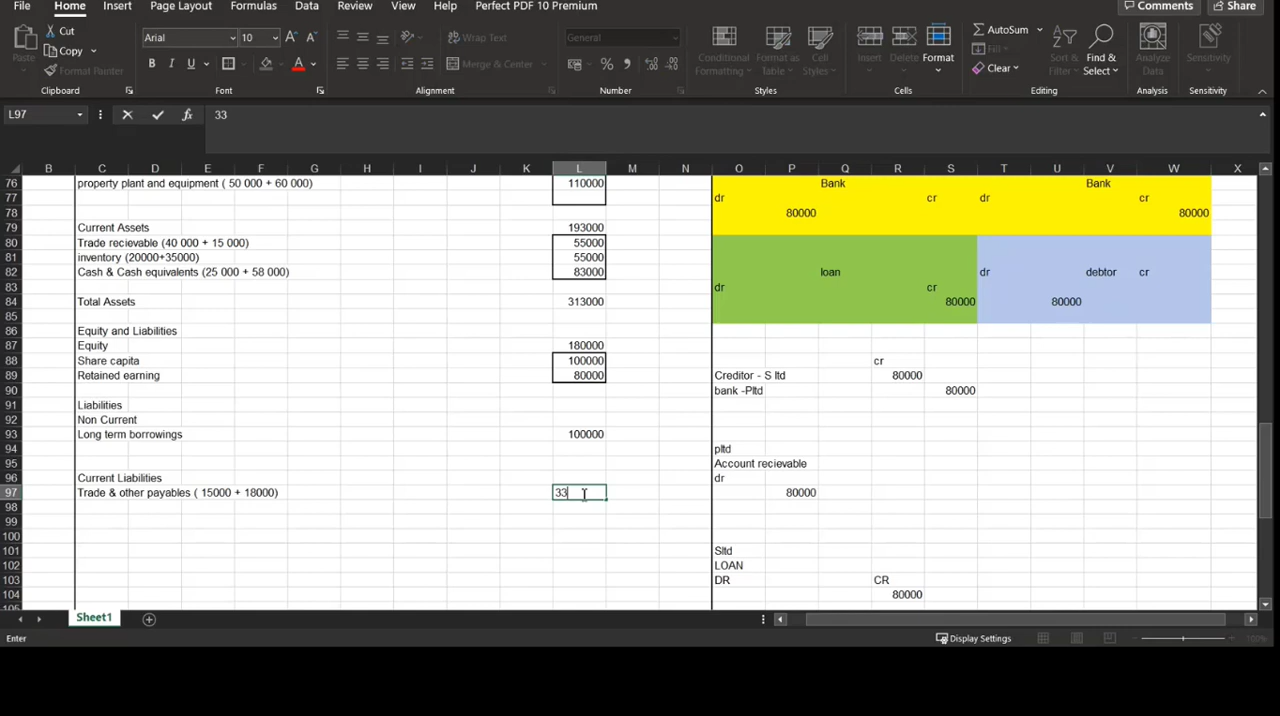 File Home Insert Page Layout Formulas Data Review View Help Perfect PDF 10 Premium Comments Share
Cut Arial 10 Wrap Text General AutoSum
Copy
Paste Format Painter B I U Merge & Center Conditional Formatting Format as Table Cell Styles Insert Delete Format Fill Clear Sort & Filter Find & Select Analyze Data Sensitivity
Clipboard Font Alignment Number Styles Cells Editing Analysis Sensitivity
L97 fx 33
B C D E F G H I J K L M N O P Q R S T U V W X
76 property plant and equipment ( 50 000 + 60 000) 110000 Bank Bank
77 dr cr dr cr
78 80000 80000
79 Current Assets 193000
80 Trade recievable (40 000 + 15 000) 55000
81 inventory (20000+35000) 55000
82 Cash & Cash equivalents (25 000 + 58 000) 83000 loan dr debtor cr
83 dr cr
84 Total Assets 313000 80000 80000
85
86 Equity and Liabilities
87 Equity 180000
88 Share capita 100000 cr
89 Retained earning 80000 Creditor - S ltd 80000
90 bank -Pltd 80000
91 Liabilities
92 Non Current
93 Long term borrowings 100000
94 pltd
95 Account recievable
96 Current Liabilities dr
97 Trade & other payables ( 15000 + 18000) 33 80000
98
99
100
101 Sltd
102 LOAN
103 DR CR
104 80000
105
Sheet1
Enter Display Settings 100%